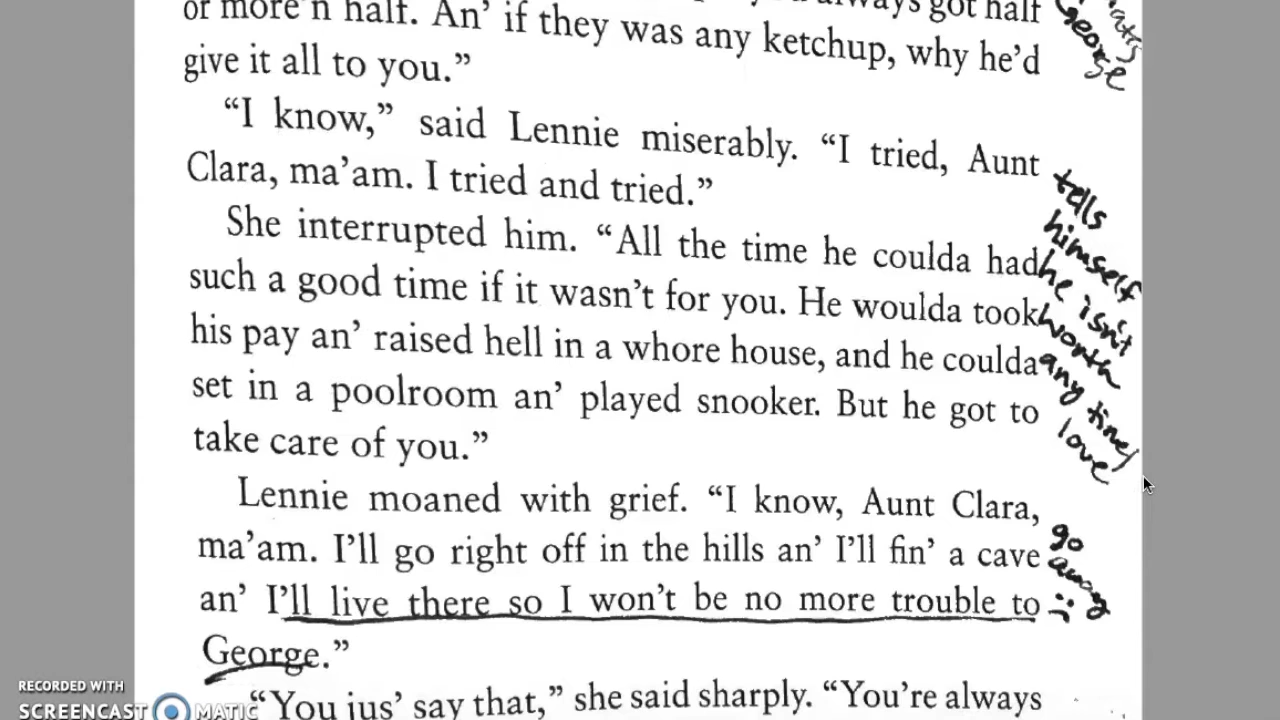 or more'n half. An' if they was any ketchup, why he'd
give it all to you.”
“I know,” said Lennie miserably. “I tried, Aunt
Clara, ma'am. I tried and tried.”
She interrupted him. “All the time he coulda had
such a good time if it wasn't for you. He woulda took
his pay an' raised hell in a whore house, and he coulda
set in a poolroom an' played snooker. But he got to
take care of you.”
Lennie moaned with grief. “I know, Aunt Clara,
ma'am. I'll go right off in the hills an' I'll fin' a cave
an' I'll live there so I won't be no more trouble to
George.”
“You jus' say that,” she said sharply. “You're always
always got half
George
tells
himself
he isn't
worth
any time/
love
go
away
:(
RECORDED WITH
SCREENCAST MATIC